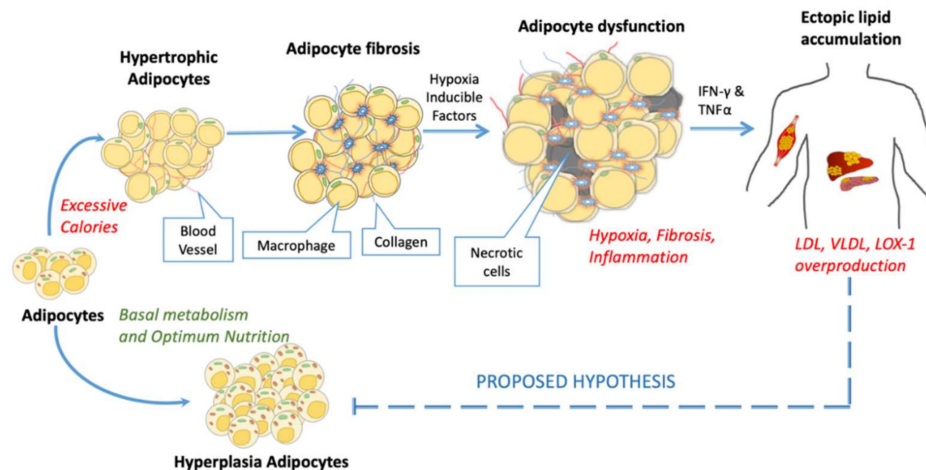 Ectopic lipid
accumulation
Adipocyte dysfunction
Adipocyte fibrosis
Hypertrophic
Adipocytes
Hypoxia
Inducible
Factors
IFN-γ &
TNFα
Excessive
Calories
Blood
Vessel
Macrophage
Collagen
Necrotic
cells
Hypoxia, Fibrosis,
Inflammation
LDL, VLDL, LOX-1
overproduction
Adipocytes
Basal metabolism
and Optimum Nutrition
PROPOSED HYPOTHESIS
Hyperplasia Adipocytes